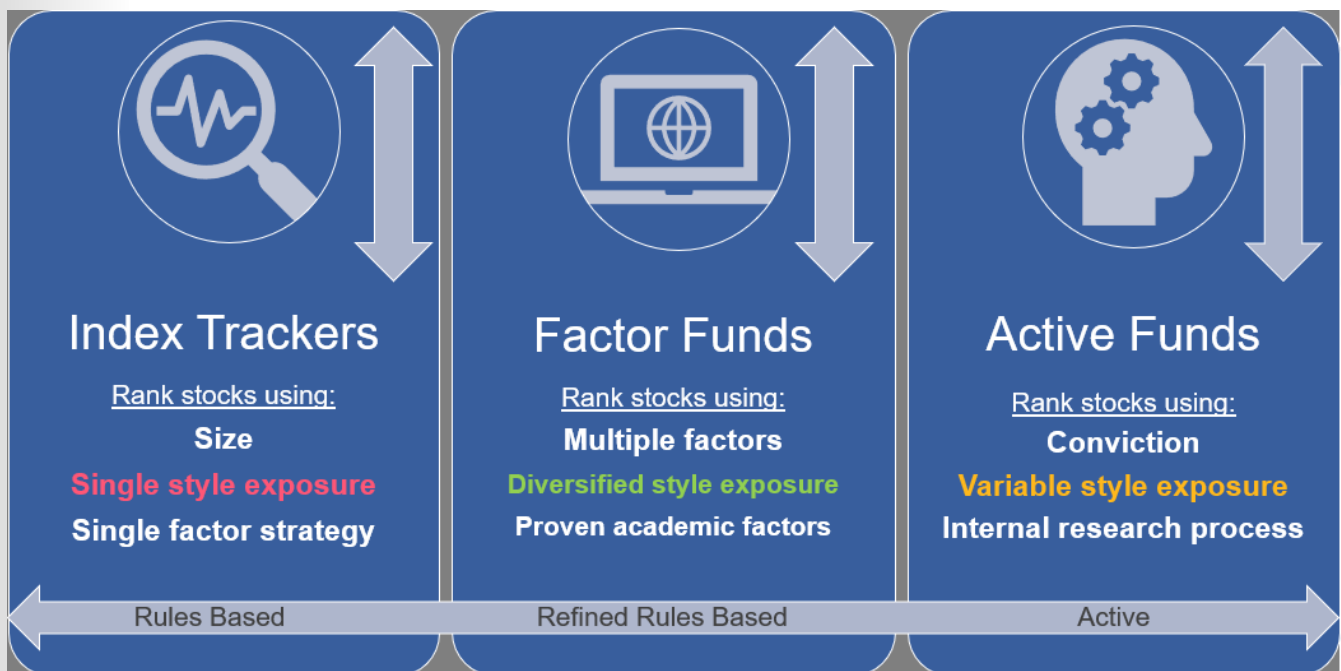 Index Trackers
Rank stocks using:
Size
Single style exposure
Single factor strategy
Factor Funds
Rank stocks using:
Multiple factors
Diversified style exposure
Proven academic factors
Active Funds
Rank stocks using:
Conviction
Variable style exposure
Internal research process
Rules Based
Refined Rules Based
Active